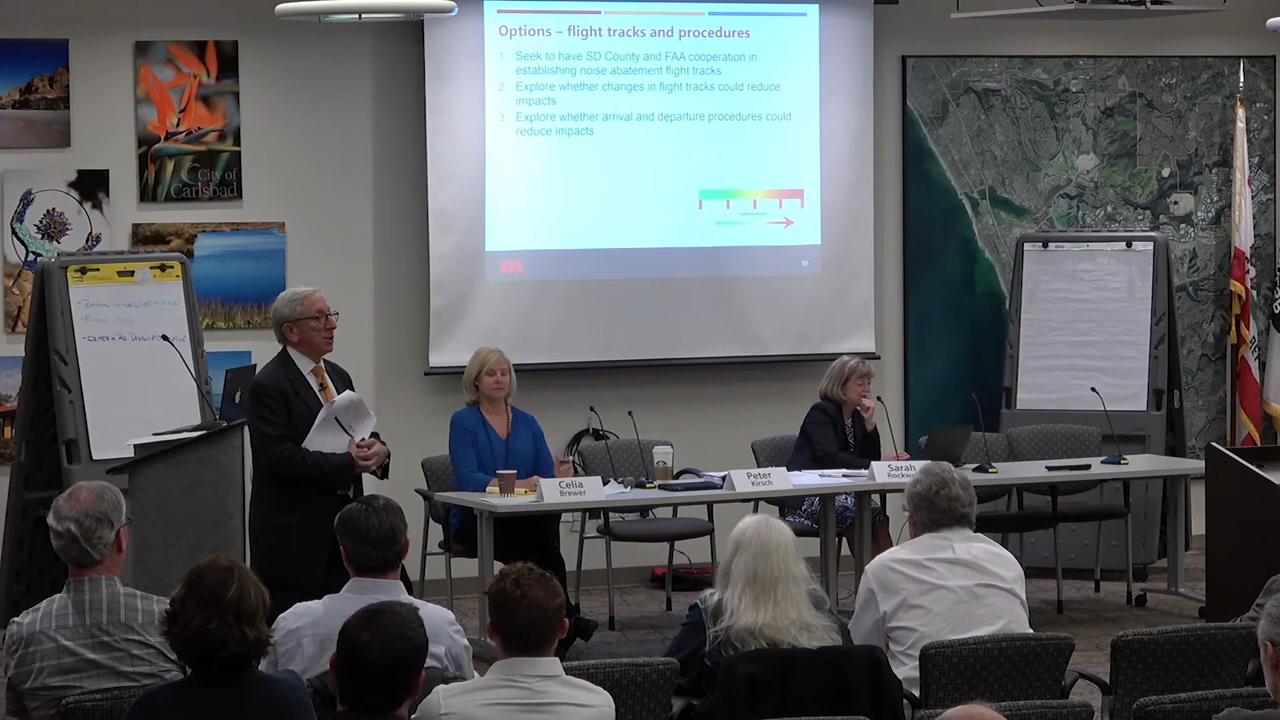 Options – flight tracks and procedures
1 Seek to have SD County and FAA cooperation in
establishing noise abatement flight tracks
2 Explore whether changes in flight tracks could reduce
impacts
3 Explore whether arrival and departure procedures could
reduce impacts
51
City of
Carlsbad
Celia
Brewer
Peter
Kirsch
Sarah